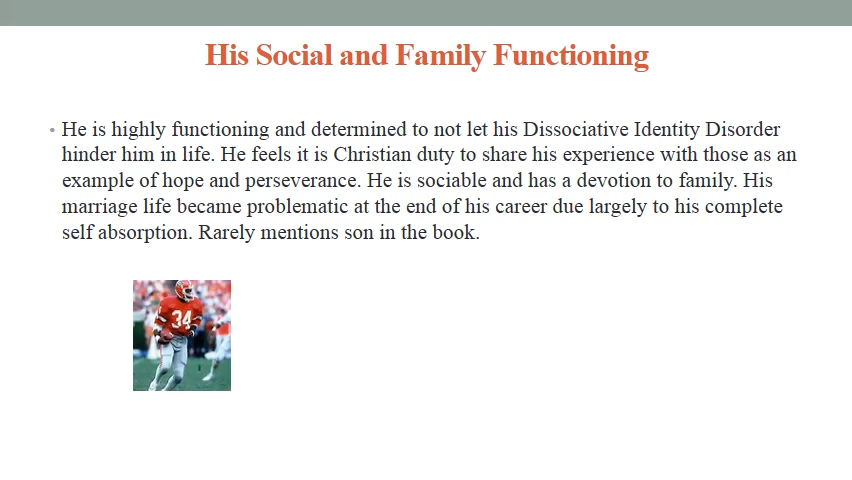 His Social and Family Functioning
• He is highly functioning and determined to not let his Dissociative Identity Disorder
hinder him in life. He feels it is Christian duty to share his experience with those as an
example of hope and perseverance. He is sociable and has a devotion to family. His
marriage life became problematic at the end of his career due largely to his complete
self absorption. Rarely mentions son in the book.
34